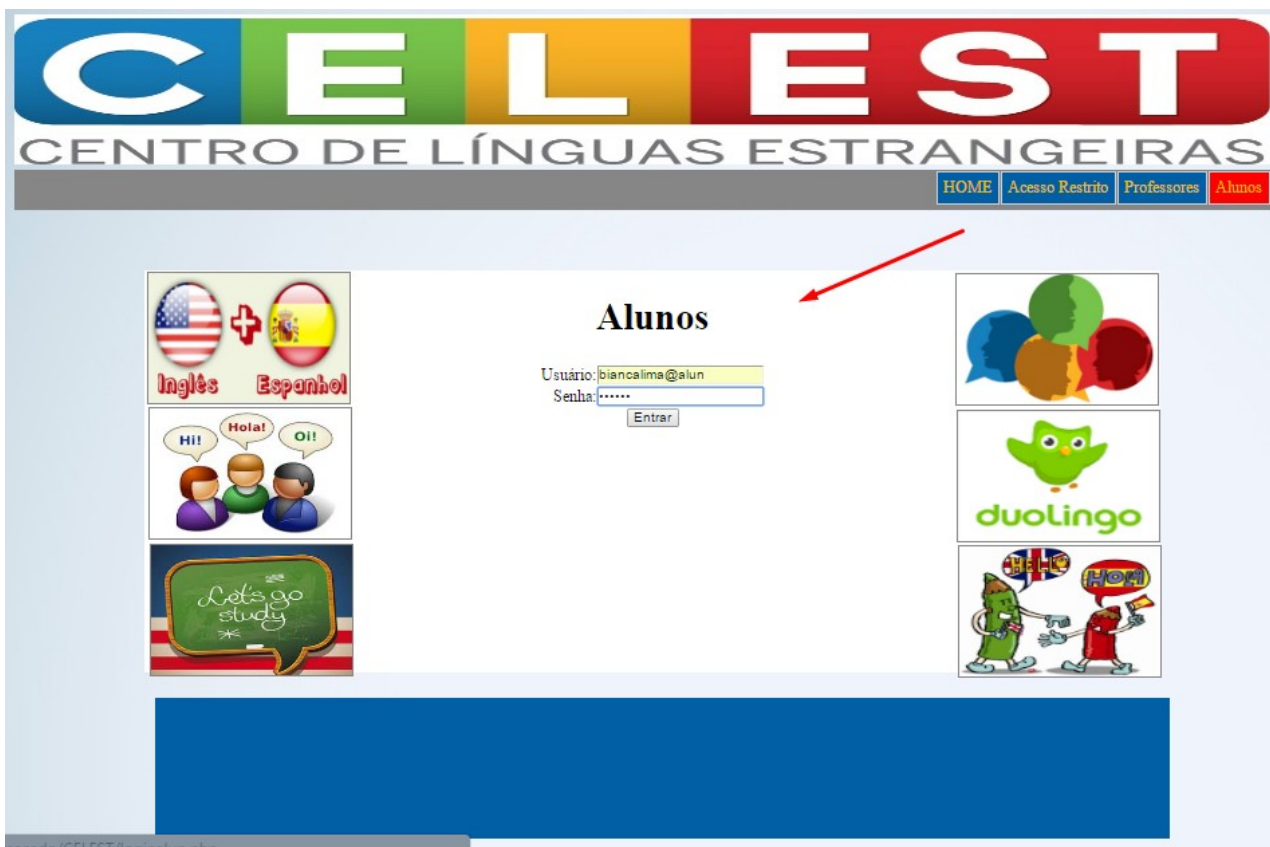 CELEST
CENTRO DE LÍNGUAS ESTRANGEIRAS
HOME Acesso Restrito Professores Alunos
Inglês Espanhol
Hi! Hola! Oi!
Let's go
study
Alunos
Usuário: biancalima@alun
Senha: ••••••
Entrar
duolingo
HELLO HOLA